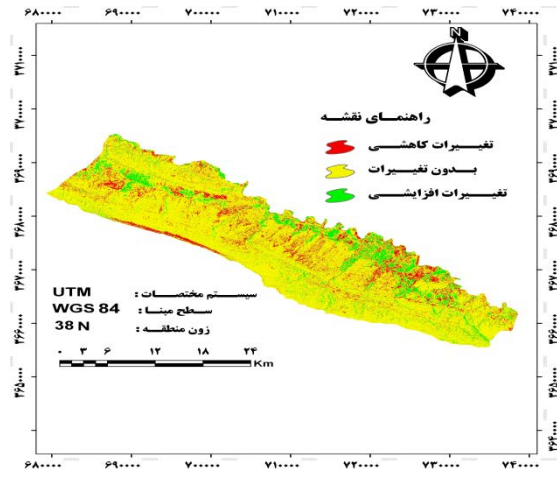 ۶۸۰۰۰۰ ۶۹۰۰۰۰ ۷۰۰۰۰۰ ۷۱۰۰۰۰ ۷۲۰۰۰۰ ۷۳۰۰۰۰ ۷۴۰۰۰۰
راهنمای نقشه
تغییرات کاهشی
بدون تغییرات
تغییرات افزایشی
سیستم مختصات : UTM
سطح مبنا : WGS 84
زون منطقه : 38 N
۰ ۳ ۶ ۱۲ ۱۸ ۲۴
Km
۶۸۰۰۰۰ ۶۹۰۰۰۰ ۷۰۰۰۰۰ ۷۱۰۰۰۰ ۷۲۰۰۰۰ ۷۳۰۰۰۰ ۷۴۰۰۰۰